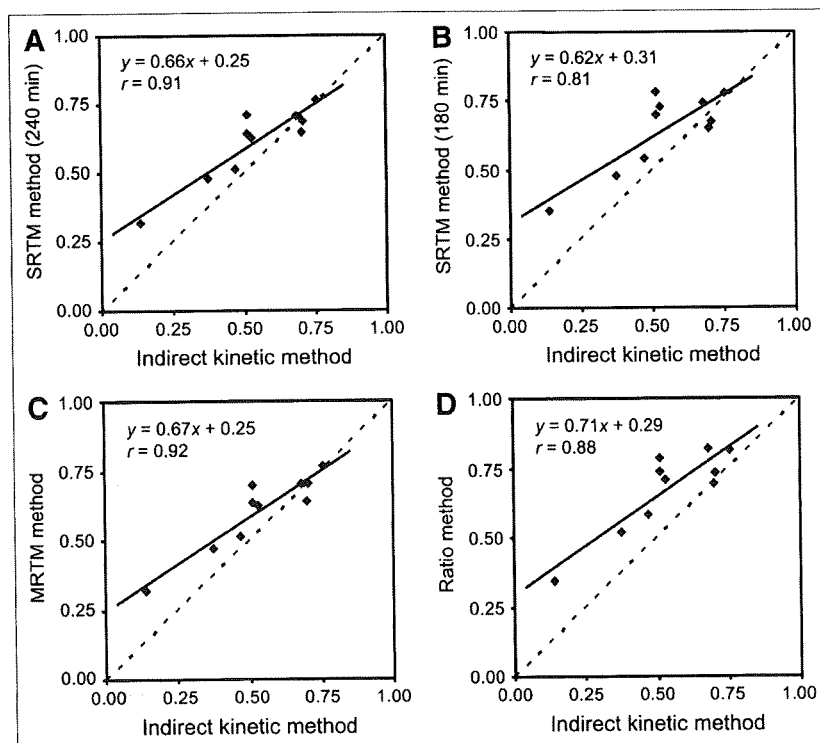 A
y = 0.66x + 0.25
r = 0.91
SRTM method (240 min)
1.00
0.75
0.50
0.25
0.00
0.00 0.25 0.50 0.75 1.00
Indirect kinetic method
B
y = 0.62x + 0.31
r = 0.81
SRTM method (180 min)
1.00
0.75
0.50
0.25
0.00
0.00 0.25 0.50 0.75 1.00
Indirect kinetic method
C
y = 0.67x + 0.25
r = 0.92
MRTM method
1.00
0.75
0.50
0.25
0.00
0.00 0.25 0.50 0.75 1.00
Indirect kinetic method
D
y = 0.71x + 0.29
r = 0.88
Ratio method
1.00
0.75
0.50
0.25
0.00
0.00 0.25 0.50 0.75 1.00
Indirect kinetic method